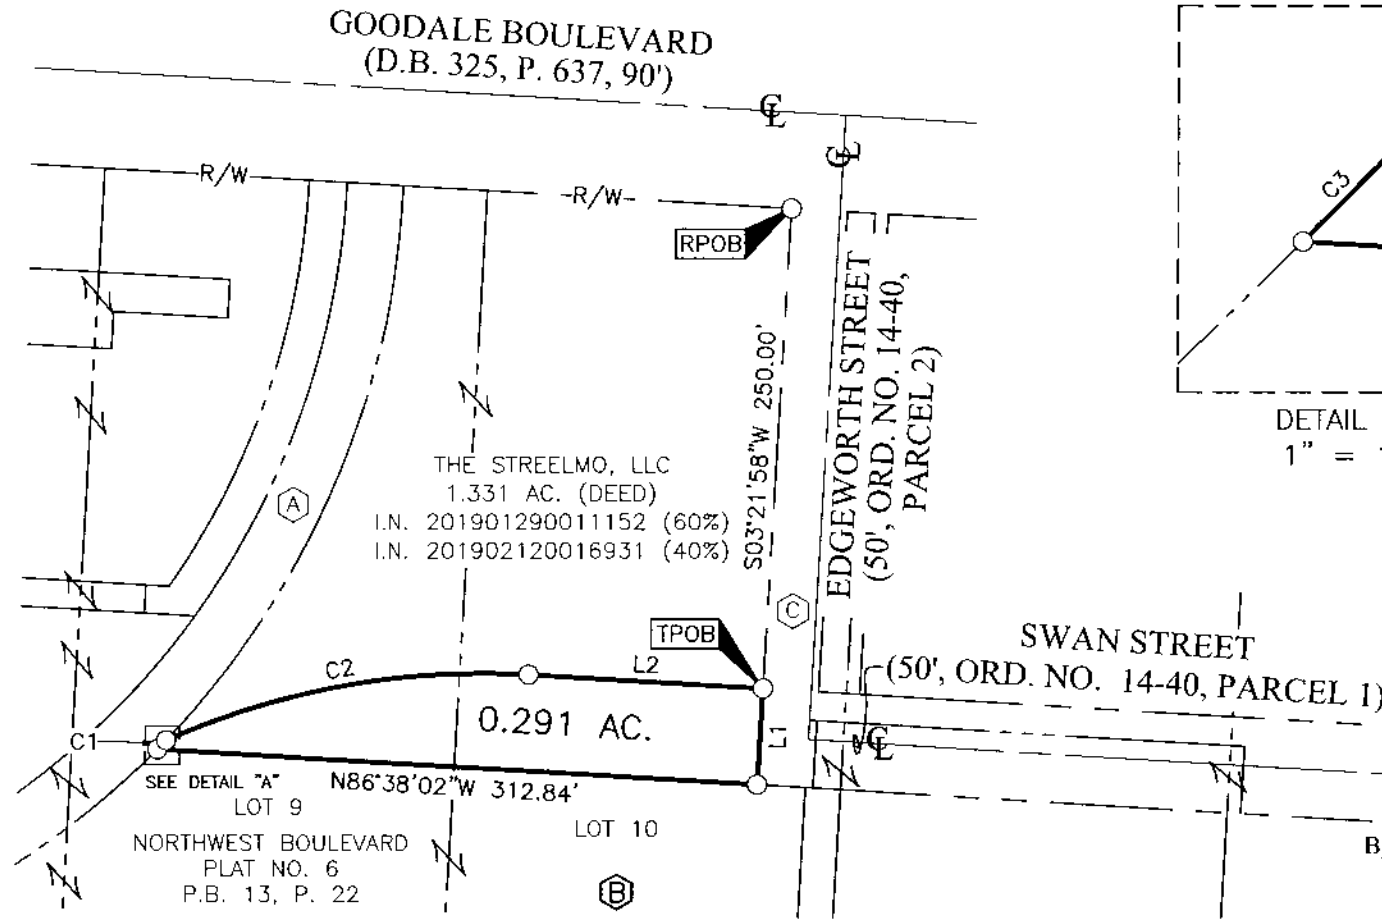 GOODALE BOULEVARD
(D.B. 325, P. 637, 90')
CL
CL
R/W
R/W
RPOB
C3
DETAIL
1" =
S03°21'58"W 250.00'
EDGEWORTH STREET
(50', ORD. NO. 14-40,
PARCEL 2)
THE STREELMO, LLC
1.331 AC. (DEED)
I.N. 201901290011152 (60%)
I.N. 201902120016931 (40%)
A
C
TPOB
SWAN STREET
(50', ORD. NO. 14-40, PARCEL 1)
C2
L2
0.291 AC.
L1
C1
CL
SEE DETAIL "A"
N86°38'02"W 312.84'
LOT 9
LOT 10
NORTHWEST BOULEVARD
PLAT NO. 6
P.B. 13, P. 22
B